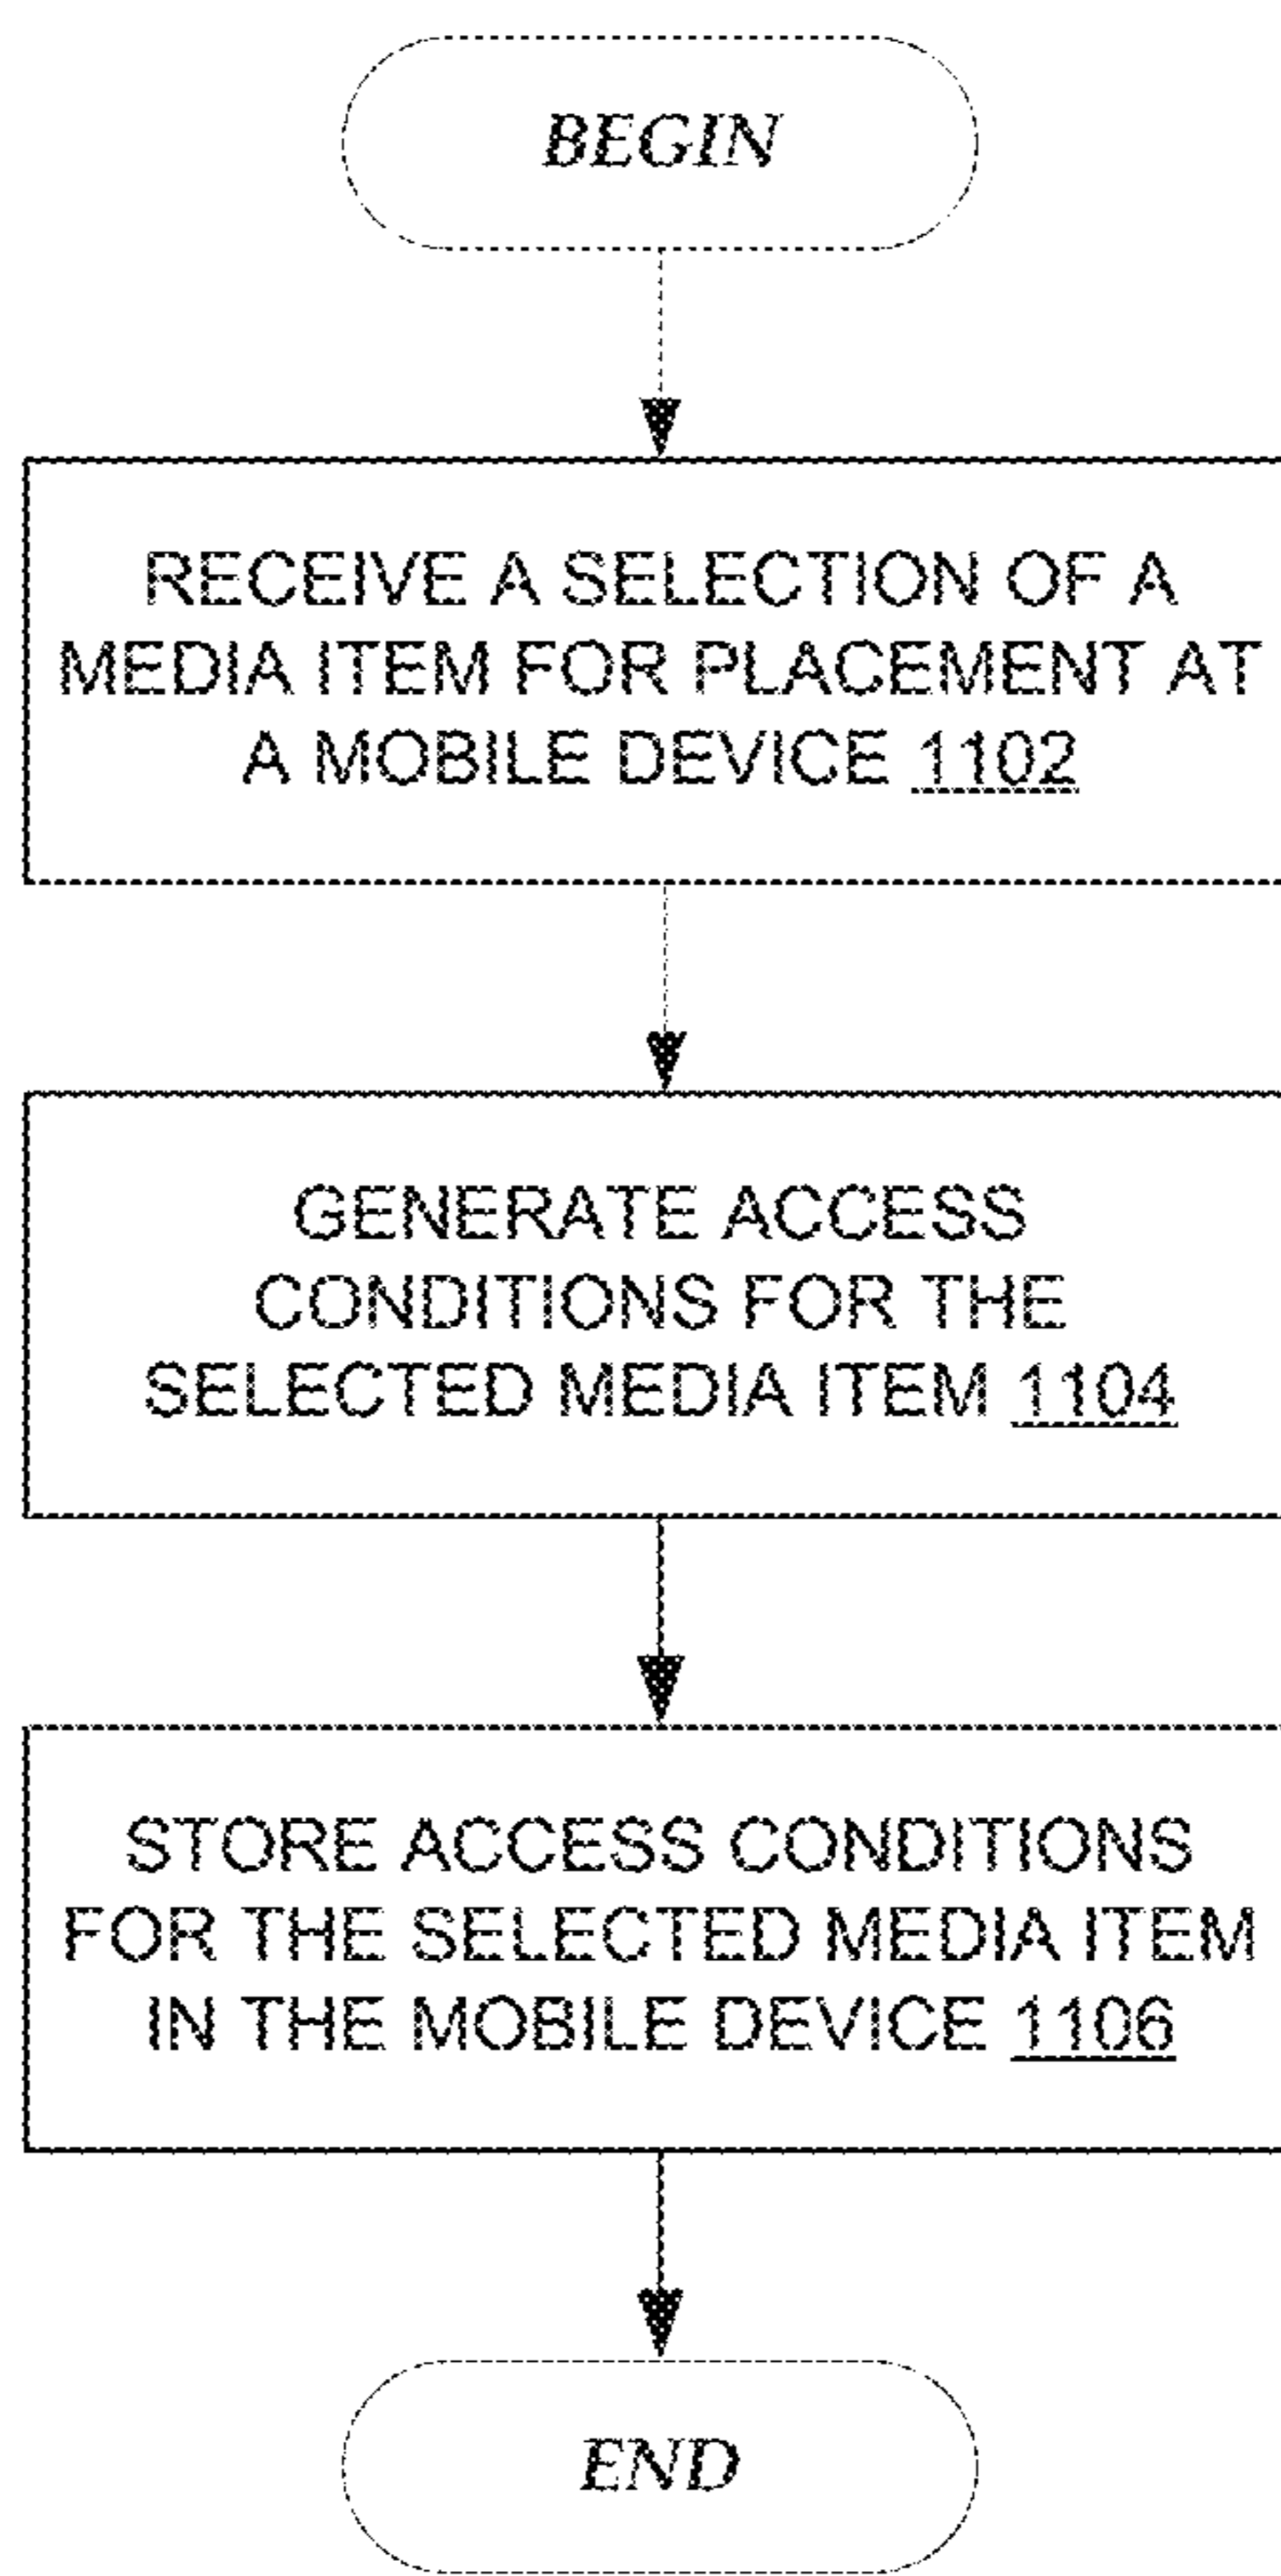 BEGIN
RECEIVE A SELECTION OF A
MEDIA ITEM FOR PLACEMENT AT
A MOBILE DEVICE 1102
GENERATE ACCESS
CONDITIONS FOR THE
SELECTED MEDIA ITEM 1104
STORE ACCESS CONDITIONS
FOR THE SELECTED MEDIA ITEM
IN THE MOBILE DEVICE 1106
END